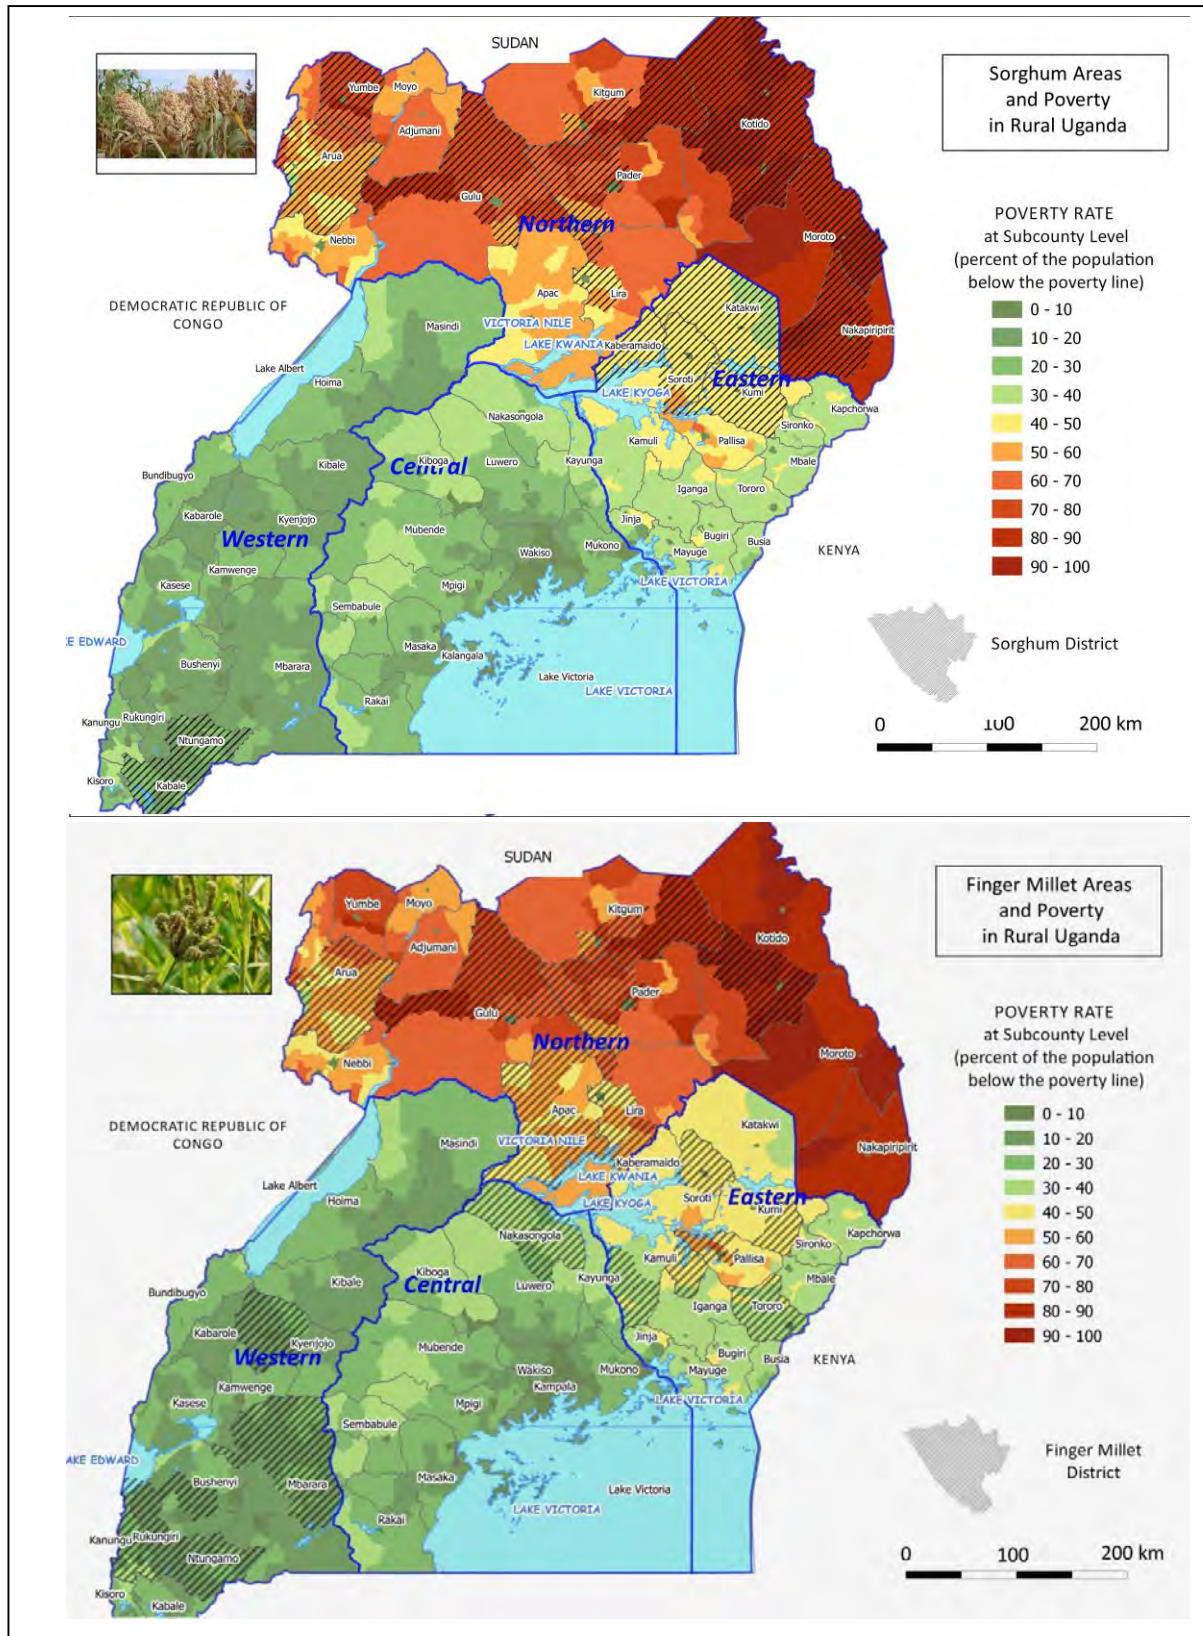 SUDAN
Sorghum Areas
and Poverty
in Rural Uganda
Yumbe
Moyo
Kitgum
Adjumani
Kotido
Arua
Pader
Gulu
Northern
Nebbi
Moroto
POVERTY RATE
at Subcounty Level
(percent of the population
below the poverty line)
DEMOCRATIC REPUBLIC OF
CONGO
Apac
Lira
Katakwi
Masindi
VICTORIA NILE
LAKE KWANIA
Kaberamaido
Nakapiripirit
Lake Albert
Hoima
Soroti
Eastern
LAKE KYOGA
Kumi
Kapchorwa
Nakasongola
Sironko
Kamuli
Pallisa
Kibale
Kiboga
Central
Luwero
Kayunga
Mbale
Bundibugyo
Iganga
Tororo
Kabarole
Kyenjojo
Western
Mubende
Jinja
Bugiri
Busia
Wakiso
Mukono
Mayuge
KENYA
Kamwenge
Kasese
Mpigi
LAKE VICTORIA
Sembabule
KE EDWARD
Masaka
Kalangala
Bushenyi
Mbarara
Lake Victoria
LAKE VICTORIA
Rakai
Kanungu
Rukungiri
Ntungamo
Kisoro
Kabale
0 - 10
10 - 20
20 - 30
30 - 40
40 - 50
50 - 60
60 - 70
70 - 80
80 - 90
90 - 100
Sorghum District
0 100 200 km
SUDAN
Finger Millet Areas
and Poverty
in Rural Uganda
Yumbe
Moyo
Kitgum
Adjumani
Kotido
Arua
Pader
Gulu
Northern
Nebbi
Moroto
POVERTY RATE
at Subcounty Level
(percent of the population
below the poverty line)
DEMOCRATIC REPUBLIC OF
CONGO
Apac
Lira
Katakwi
Masindi
VICTORIA NILE
Kaberamaido
Nakapiripirit
LAKE KWANIA
Lake Albert
Hoima
Soroti
Eastern
LAKE KYOGA
Kumi
Kapchorwa
Nakasongola
Sironko
Kamuli
Pallisa
Kibale
Kiboga
Central
Luwero
Kayunga
Mbale
Bundibugyo
Iganga
Tororo
Kabarole
Kyenjojo
Western
Mubende
Jinja
Bugiri
Busia
Wakiso
Kampala
Mukono
Mayuge
KENYA
Kamwenge
Kasese
Mpigi
LAKE VICTORIA
Sembabule
AKE EDWARD
Masaka
Bushenyi
Mbarara
Lake Victoria
LAKE VICTORIA
Rakai
Kanungu
Rukungiri
Ntungamo
Kisoro
Kabale
0 - 10
10 - 20
20 - 30
30 - 40
40 - 50
50 - 60
60 - 70
70 - 80
80 - 90
90 - 100
Finger Millet
District
0 100 200 km